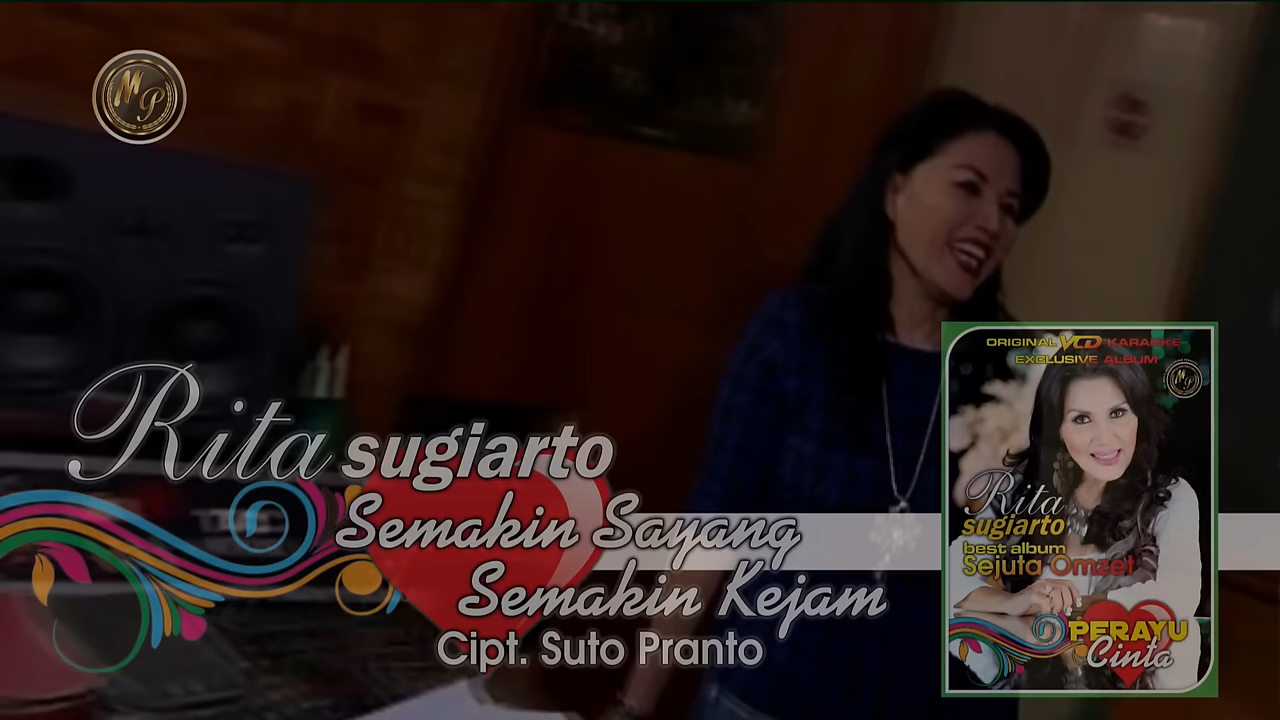 MP
Rita sugiarto
Semakin Sayang
Semakin Kejam
Cipt. Suto Pranto
ORIGINAL VCD KARAOKE
EXCLUSIVE ALBUM
MP
Rita
sugiarto
best album
Sejuta Omzet
PERAYU
Cinta